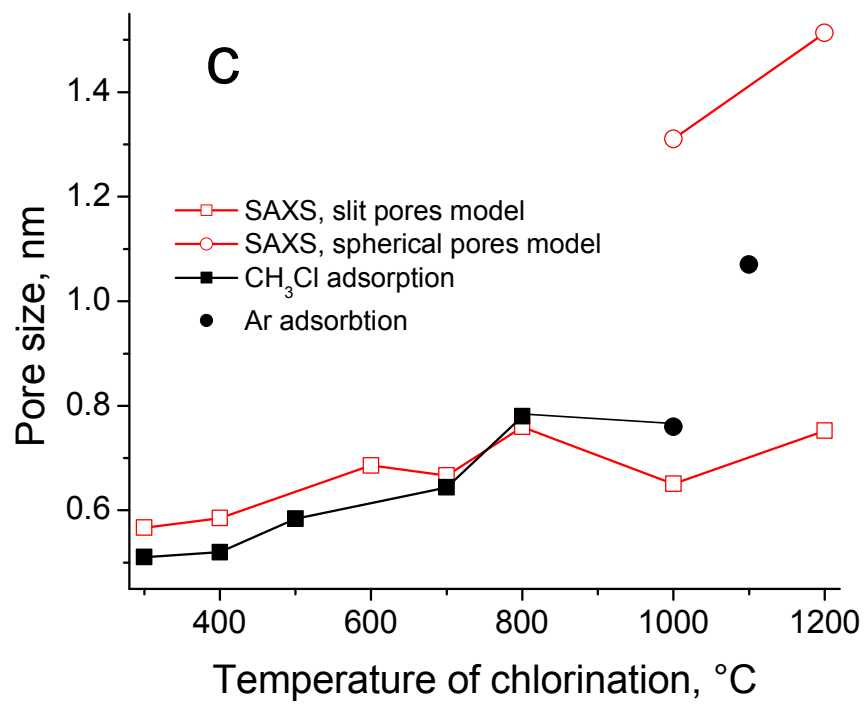 c
1.4
1.2
1.0
0.8
0.6
Pore size, nm
SAXS, slit pores model
SAXS, spherical pores model
CH₃Cl adsorption
Ar adsorbtion
400 600 800 1000 1200
Temperature of chlorination, °C